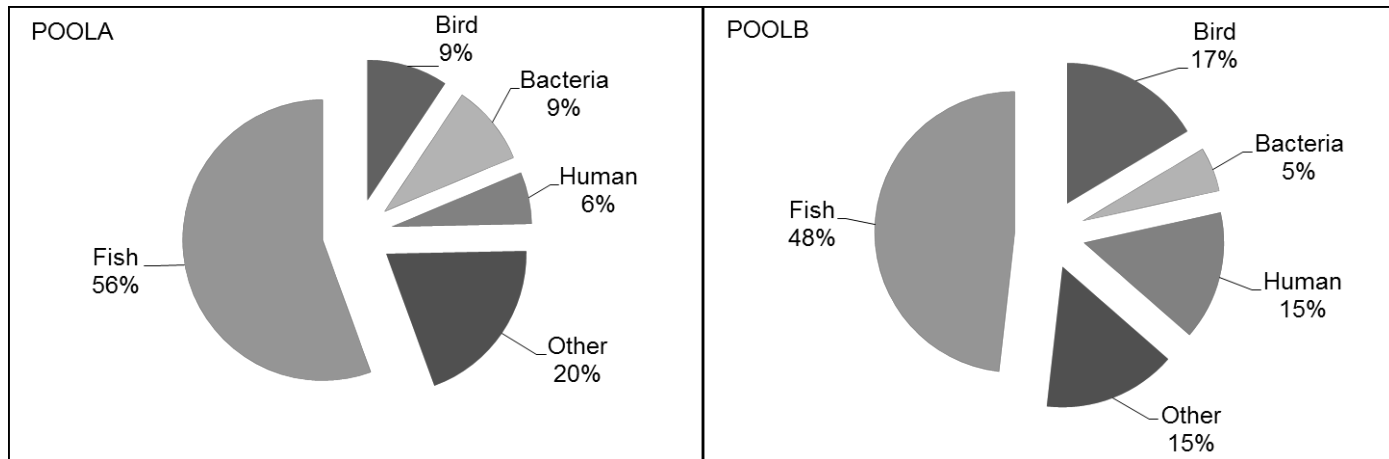 POOLA
Bird
9%
Bacteria
9%
Human
6%
Other
20%
Fish
56%
POOLB
Bird
17%
Bacteria
5%
Human
15%
Other
15%
Fish
48%